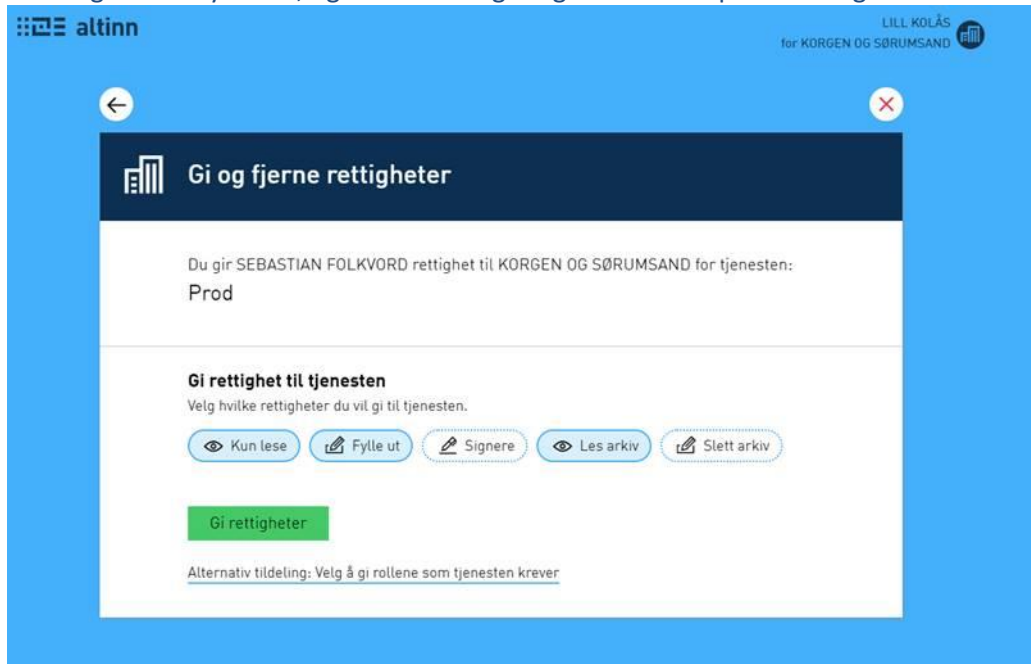 altinn
LILL KOLÅS
for KORGEN OG SØRUMSAND
Gi og fjerne rettigheter
Du gir SEBASTIAN FOLKVORD rettighet til KORGEN OG SØRUMSAND for tjenesten:
Prod
Gi rettighet til tjenesten
Velg hvilke rettigheter du vil gi til tjenesten.
Kun lese Fylle ut Signere Les arkiv Slett arkiv
Gi rettigheter
Alternativ tildeling: Velg å gi rollene som tjenesten krever